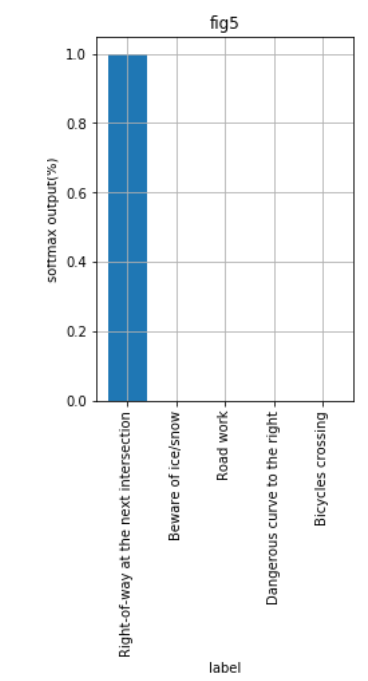 fig5
softmax output(%)
1.0
0.8
0.6
0.4
0.2
0.0
Right-of-way at the next intersection
Beware of ice/snow
Road work
Dangerous curve to the right
Bicycles crossing
label